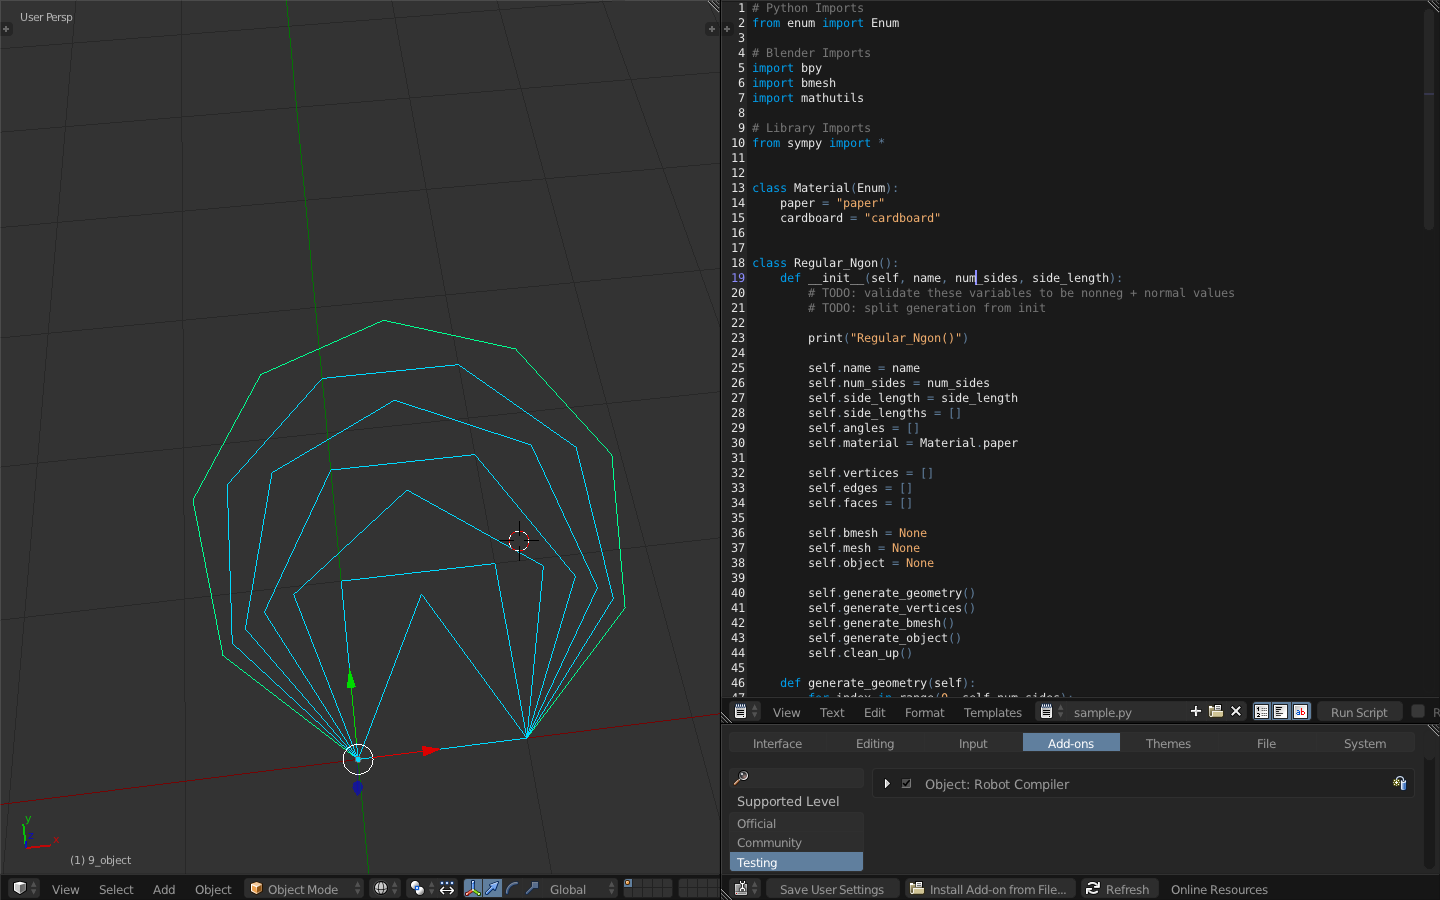 User Persp
y
z
x
(1) 9_object
View Select Add Object Object Mode Global
1 # Python Imports
2 from enum import Enum
3
4 # Blender Imports
5 import bpy
6 import bmesh
7 import mathutils
8
9 # Library Imports
10 from sympy import *
11
12
13 class Material(Enum):
14     paper = "paper"
15     cardboard = "cardboard"
16
17
18 class Regular_Ngon():
19     def __init__(self, name, num_sides, side_length):
20         # TODO: validate these variables to be nonneg + normal values
21         # TODO: split generation from init
22
23         print("Regular_Ngon()")
24
25         self.name = name
26         self.num_sides = num_sides
27         self.side_length = side_length
28         self.side_lengths = []
29         self.angles = []
30         self.material = Material.paper
31
32         self.vertices = []
33         self.edges = []
34         self.faces = []
35
36         self.bmesh = None
37         self.mesh = None
38         self.object = None
39
40         self.generate_geometry()
41         self.generate_vertices()
42         self.generate_bmesh()
43         self.generate_object()
44         self.clean_up()
45
46     def generate_geometry(self):
47         for index in range(0, self.num_sides):
View Text Edit Format Templates sample.py Run Script R
Interface Editing Input Add-ons Themes File System
Object: Robot Compiler
Supported Level
Official
Community
Testing
Save User Settings Install Add-on from File... Refresh Online Resources